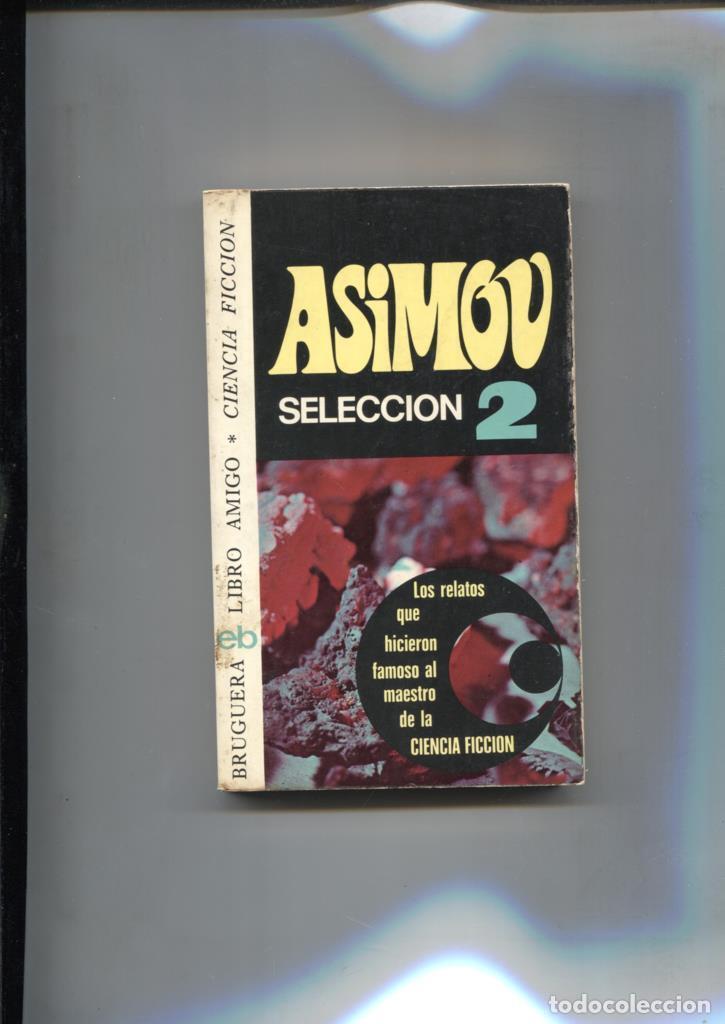 BRUGUERA eb LIBRO AMIGO * CIENCIA FICCION
ASiMOV
SELECCION 2
Los relatos
que
hicieron
famoso al
maestro
de la
CIENCIA FICCION
todocoleccion